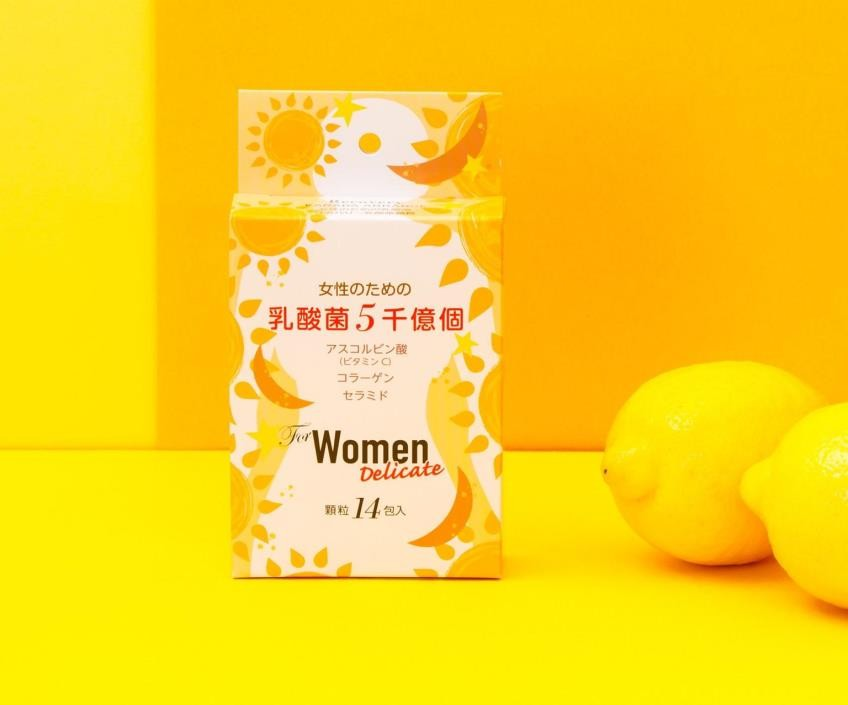 女性のための
乳酸菌5千億個
アスコルビン酸
(ビタミンC)
コラーゲン
セラミド
For Women
Delicate
顆粒14包入